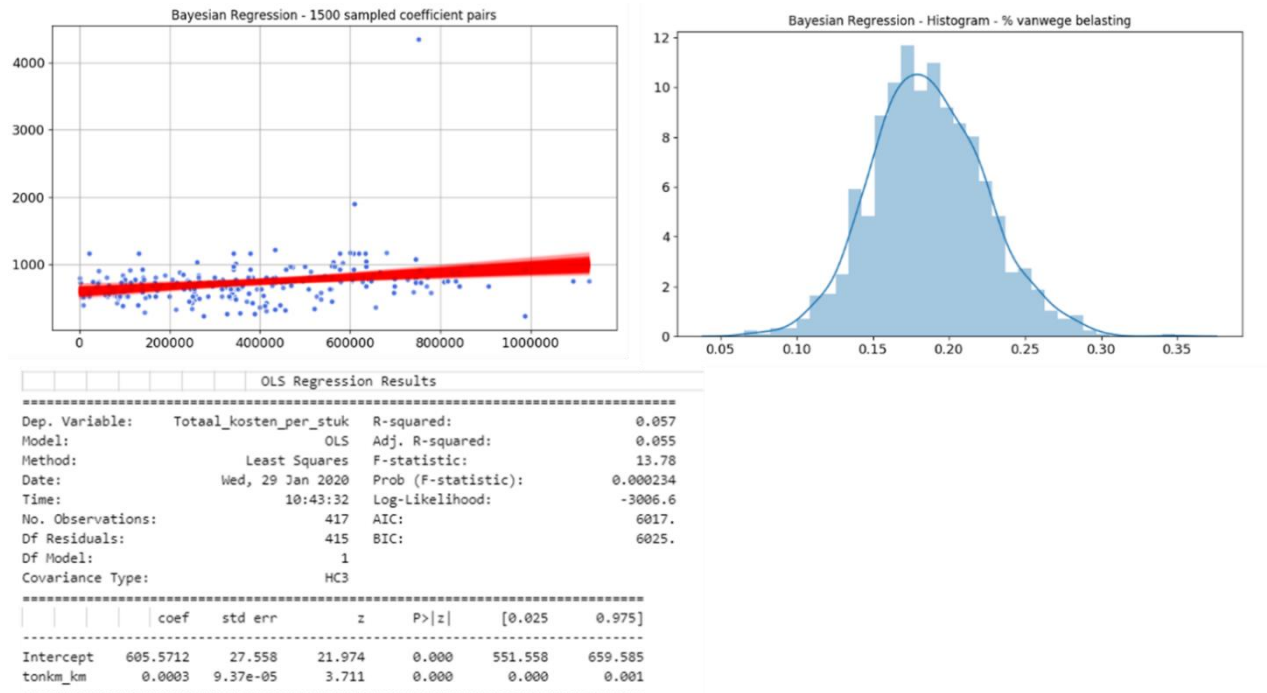 Bayesian Regression - 1500 sampled coefficient pairs
4000
3000
2000
1000
0 200000 400000 600000 800000 1000000
Bayesian Regression - Histogram - % vanwege belasting
12
10
8
6
4
2
0
0.05 0.10 0.15 0.20 0.25 0.30 0.35
OLS Regression Results
==============================================================================
Dep. Variable: Totaal_kosten_per_stuk R-squared: 0.057
Model: OLS Adj. R-squared: 0.055
Method: Least Squares F-statistic: 13.78
Date: Wed, 29 Jan 2020 Prob (F-statistic): 0.000234
Time: 10:43:32 Log-Likelihood: -3006.6
No. Observations: 417 AIC: 6017.
Df Residuals: 415 BIC: 6025.
Df Model: 1
Covariance Type: HC3
==============================================================================
coef std err z P>|z| [0.025 0.975]
------------------------------------------------------------------------------
Intercept 605.5712 27.558 21.974 0.000 551.558 659.585
tonkm_km 0.0003 9.37e-05 3.711 0.000 0.000 0.001